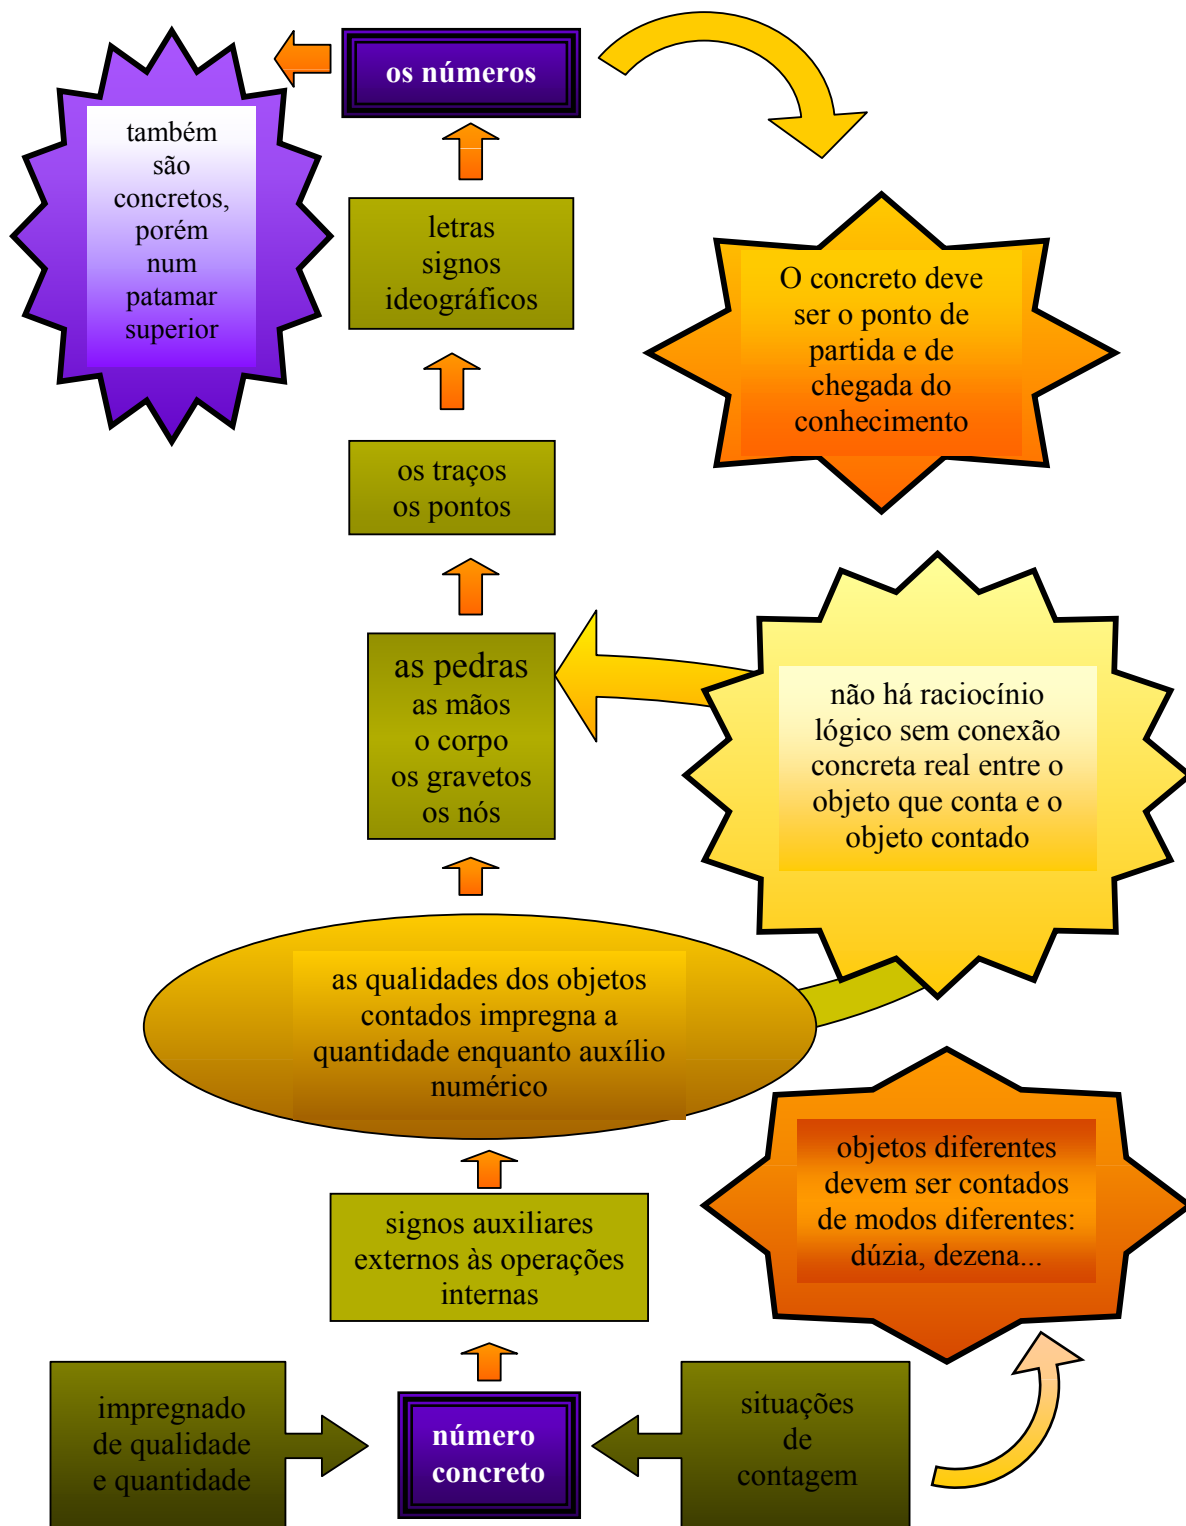 os números
também
são
concretos,
porém
num
patamar
superior
letras
signos
ideográficos
O concreto deve
ser o ponto de
partida e de
chegada do
conhecimento
os traços
os pontos
as pedras
as mãos
o corpo
os gravetos
os nós
não há raciocínio
lógico sem conexão
concreta real entre o
objeto que conta e o
objeto contado
as qualidades dos objetos
contados impregna a
quantidade enquanto auxílio
numérico
objetos diferentes
devem ser contados
de modos diferentes:
dúzia, dezena...
signos auxiliares
externos às operações
internas
impregnado
de qualidade
e quantidade
número
concreto
situações
de
contagem